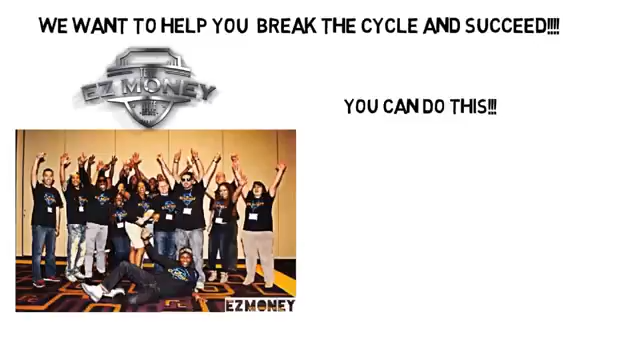 WE WANT TO HELP YOU BREAK THE CYCLE AND SUCCEED!!!!
EZ MONEY
YOU CAN DO THIS!!!
EZMONEY